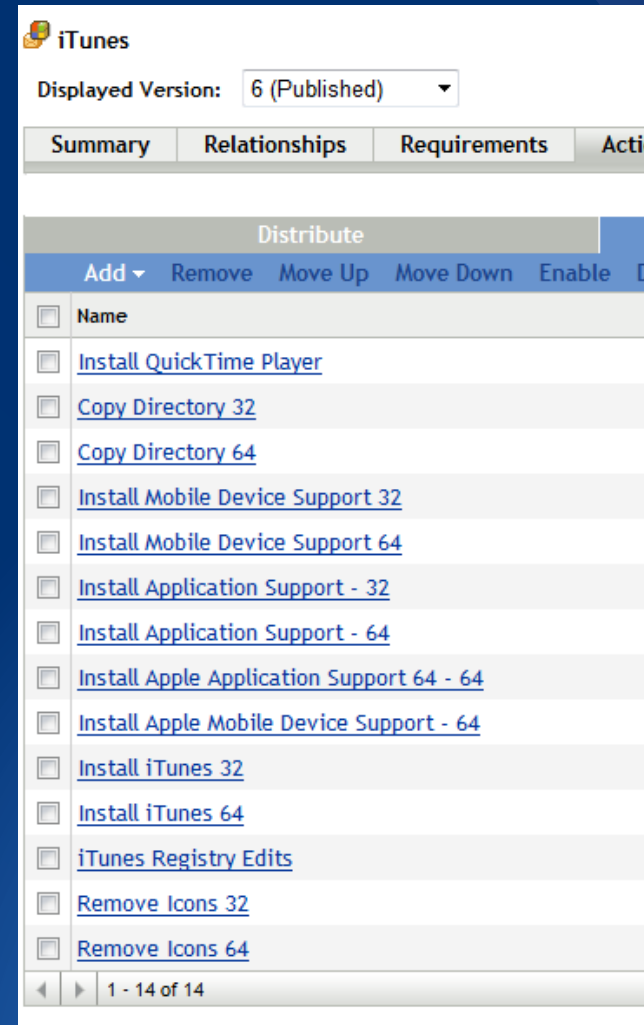 iTunes
Displayed Version: 6 (Published)
Summary Relationships Requirements
Distribute
Add Remove Move Up Move Down Enable
Name
Install QuickTime Player
Copy Directory 32
Copy Directory 64
Install Mobile Device Support 32
Install Mobile Device Support 64
Install Application Support - 32
Install Application Support - 64
Install Apple Application Support 64 - 64
Install Apple Mobile Device Support - 64
Install iTunes 32
Install iTunes 64
iTunes Registry Edits
Remove Icons 32
Remove Icons 64
1 - 14 of 14